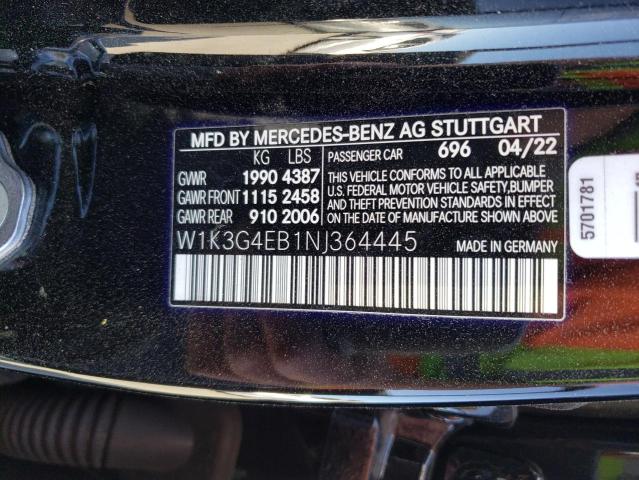 MFD BY MERCEDES-BENZ AG STUTTGART
KG LBS PASSENGER CAR 696 04/22
GVWR 1990 4387
GAWR FRONT 1115 2458
GAWR REAR 910 2006
THIS VEHICLE CONFORMS TO ALL APPLICABLE
U.S. FEDERAL MOTOR VEHICLE SAFETY, BUMPER
AND THEFT PREVENTION STANDARDS IN EFFECT
ON THE DATE OF MANUFACTURE SHOWN ABOVE.
W1K3G4EB1NJ364445 MADE IN GERMANY
5701781